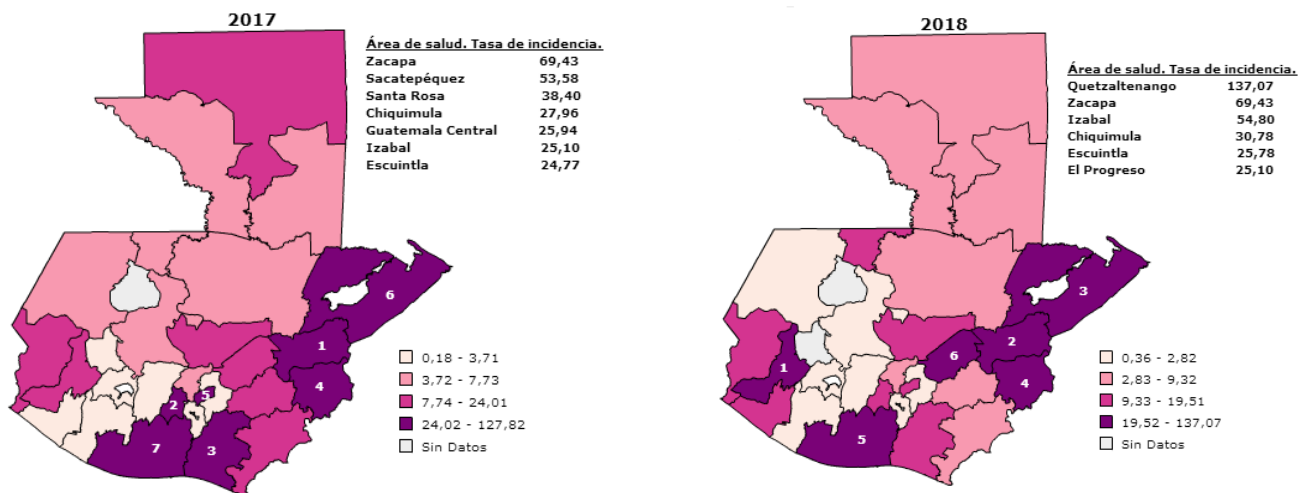 2017
Área de salud. Tasa de incidencia.
Zacapa 69,43
Sacatepéquez 53,58
Santa Rosa 38,40
Chiquimula 27,96
Guatemala Central 25,94
Izabal 25,10
Escuintla 24,77
6
1
4
5
2
3
7
0,18 - 3,71
3,72 - 7,73
7,74 - 24,01
24,02 - 127,82
Sin Datos
2018
Área de salud. Tasa de incidencia.
Quetzaltenango 137,07
Zacapa 69,43
Izabal 54,80
Chiquimula 30,78
Escuintla 25,78
El Progreso 25,10
3
2
6
1
4
5
0,36 - 2,82
2,83 - 9,32
9,33 - 19,51
19,52 - 137,07
Sin Datos